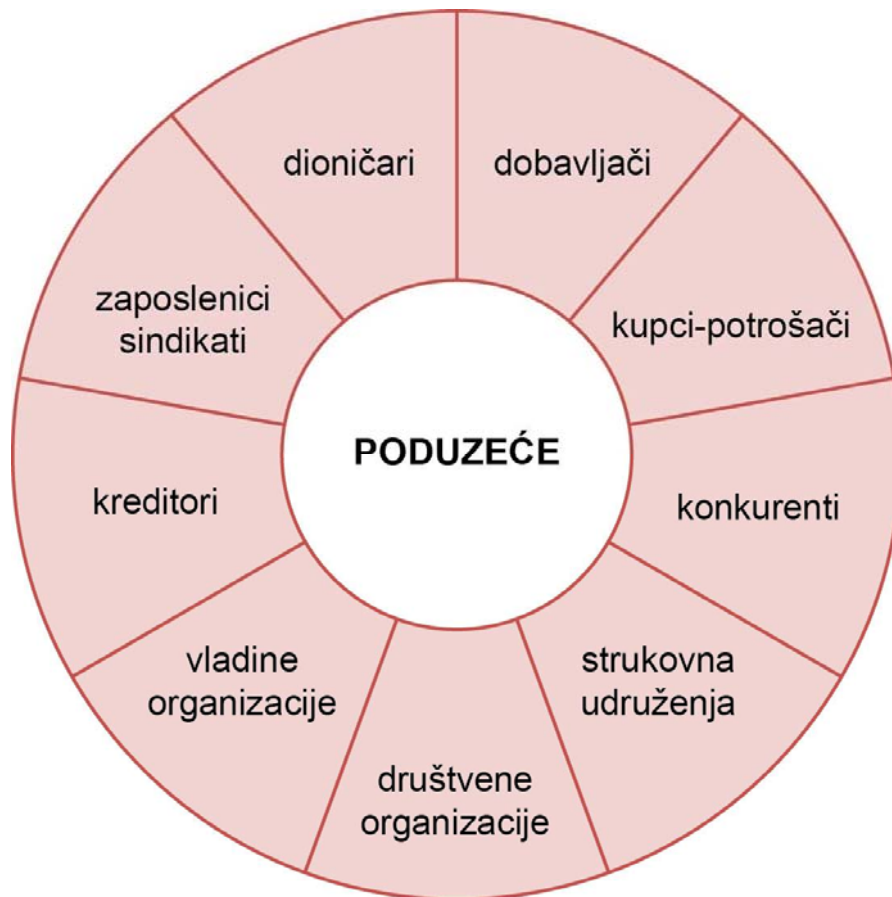 dioničari
dobavljači
kupci-potrošači
konkurenti
strukovna
udruženja
društvene
organizacije
vladine
organizacije
kreditori
zaposlenici
sindikati
PODUZEĆE